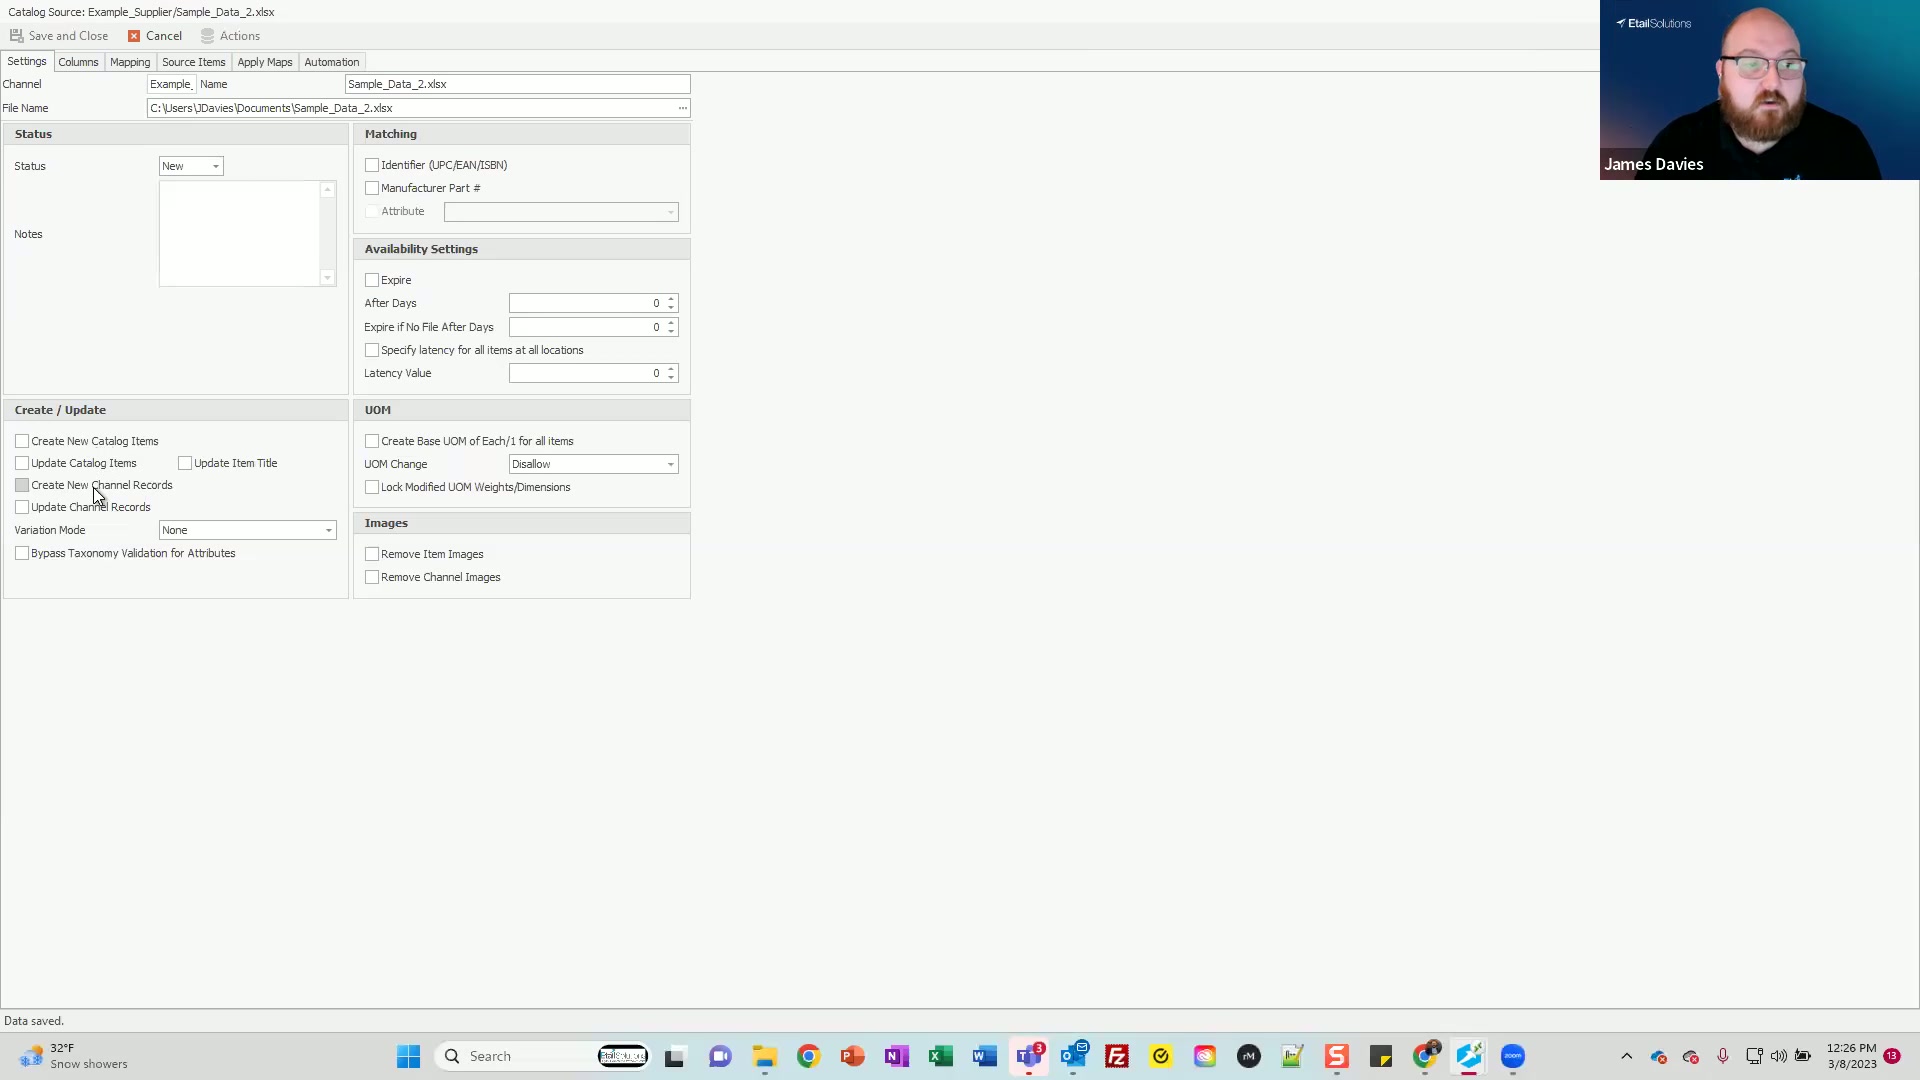 Catalog Source: Example_Supplier/Sample_Data_2.xlsx
Save and Close Cancel Actions
Settings Columns Mapping Source Items Apply Maps Automation
Channel Example_ Name Sample_Data_2.xlsx
File Name C:\Users\JDavies\Documents\Sample_Data_2.xlsx ...
Status
Status New
Notes
Matching
Identifier (UPC/EAN/ISBN)
Manufacturer Part #
Attribute
Availability Settings
Expire
After Days 0
Expire if No File After Days 0
Specify latency for all items at all locations
Latency Value 0
Create / Update
Create New Catalog Items
Update Catalog Items Update Item Title
Create New Channel Records
Update Channel Records
Variation Mode None
Bypass Taxonomy Validation for Attributes
UOM
Create Base UOM of Each/1 for all items
UOM Change Disallow
Lock Modified UOM Weights/Dimensions
Images
Remove Item Images
Remove Channel Images
EtailSolutions
James Davies
Data saved.
32°F
Snow showers
Search EtailSolutions
3
rM
zoom
12:26 PM
3/8/2023
13